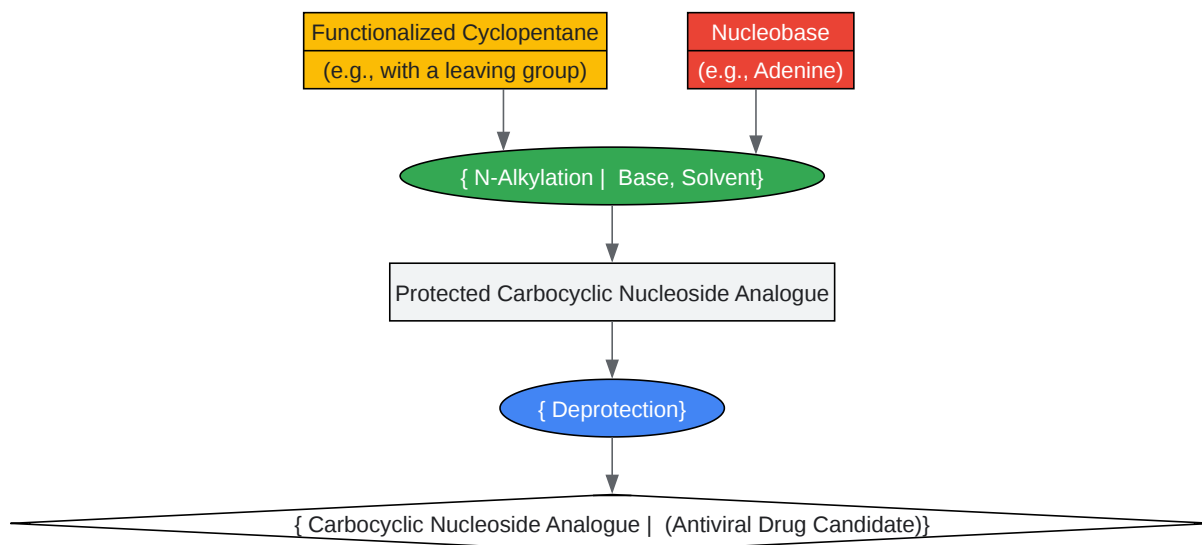 Functionalized Cyclopentane
(e.g., with a leaving group)
Nucleobase
(e.g., Adenine)
{ N-Alkylation |  Base, Solvent}
Protected Carbocyclic Nucleoside Analogue
{ Deprotection}
{ Carbocyclic Nucleoside Analogue |  (Antiviral Drug Candidate)}